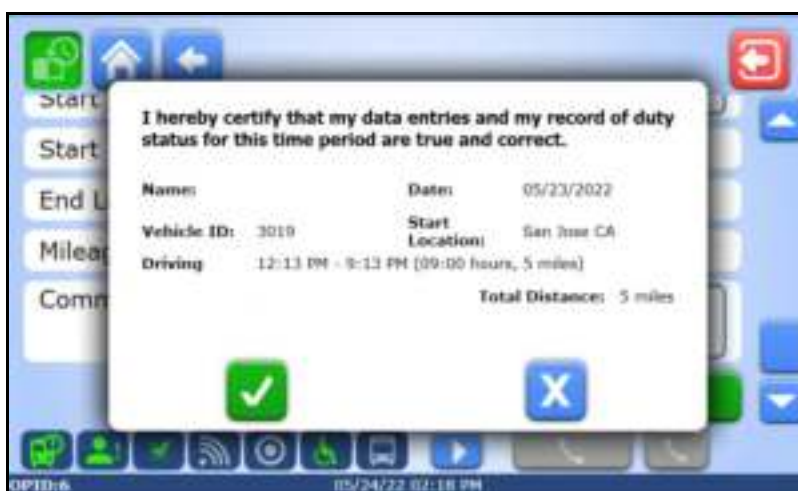 Start
I hereby certify that my data entries and my record of duty
status for this time period are true and correct.
Start
Name: Date: 05/23/2022
End L
Vehicle ID: 3019 Start Location: San Jose CA
Mileag
Driving 12:13 PM - 9:13 PM (09:00 hours, 5 miles)
Comm
Total Distance: 5 miles
OPTID:6 05/24/22 02:18 PM